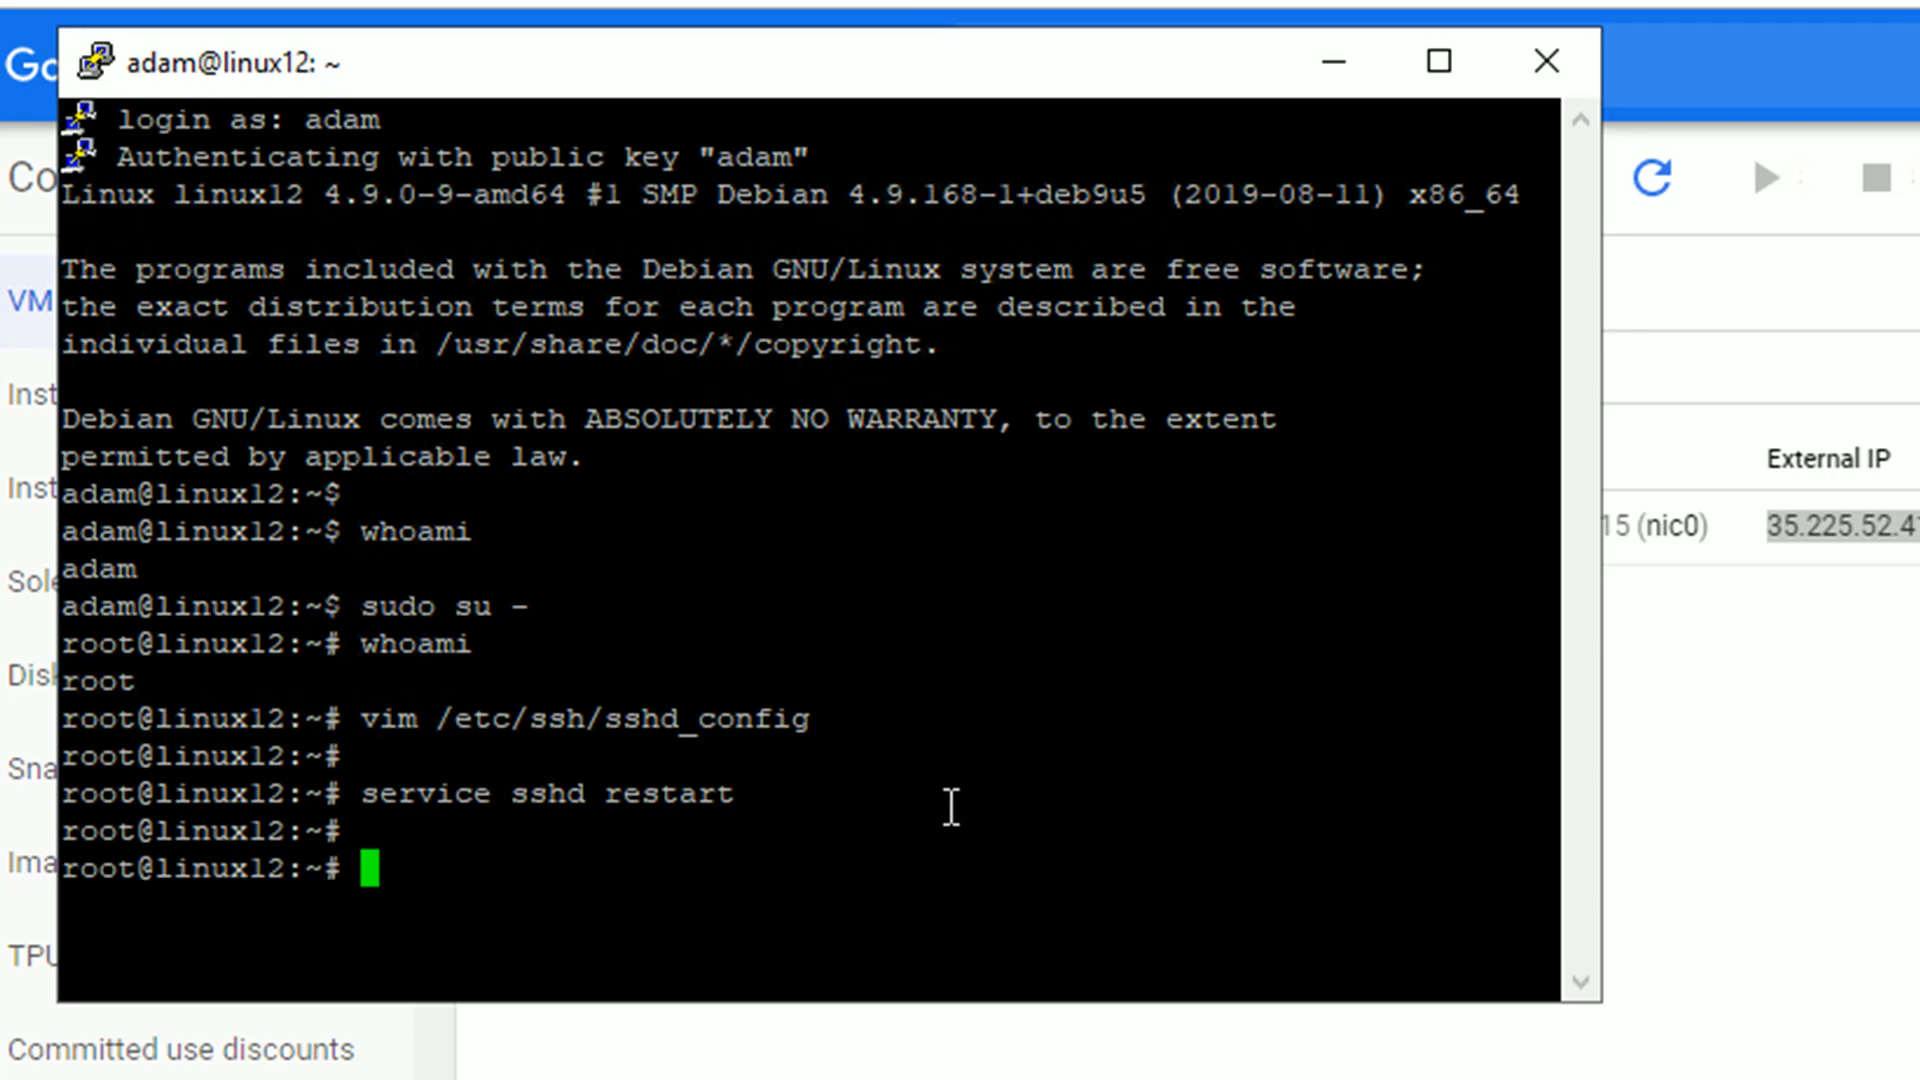 Go
adam@linux12: ~
login as: adam
Authenticating with public key "adam"
Linux linux12 4.9.0-9-amd64 #1 SMP Debian 4.9.168-1+deb9u5 (2019-08-11) x86_64
The programs included with the Debian GNU/Linux system are free software;
the exact distribution terms for each program are described in the
individual files in /usr/share/doc/*/copyright.
Debian GNU/Linux comes with ABSOLUTELY NO WARRANTY, to the extent
permitted by applicable law.
adam@linux12:~$
adam@linux12:~$ whoami
adam
adam@linux12:~$ sudo su -
root@linux12:~# whoami
root
root@linux12:~# vim /etc/ssh/sshd_config
root@linux12:~#
root@linux12:~# service sshd restart
root@linux12:~#
root@linux12:~#
Co
VM
Inst
Inst
Sole
Disk
Sna
Ima
TPU
Committed use discounts
External IP
15 (nic0)
35.225.52.4